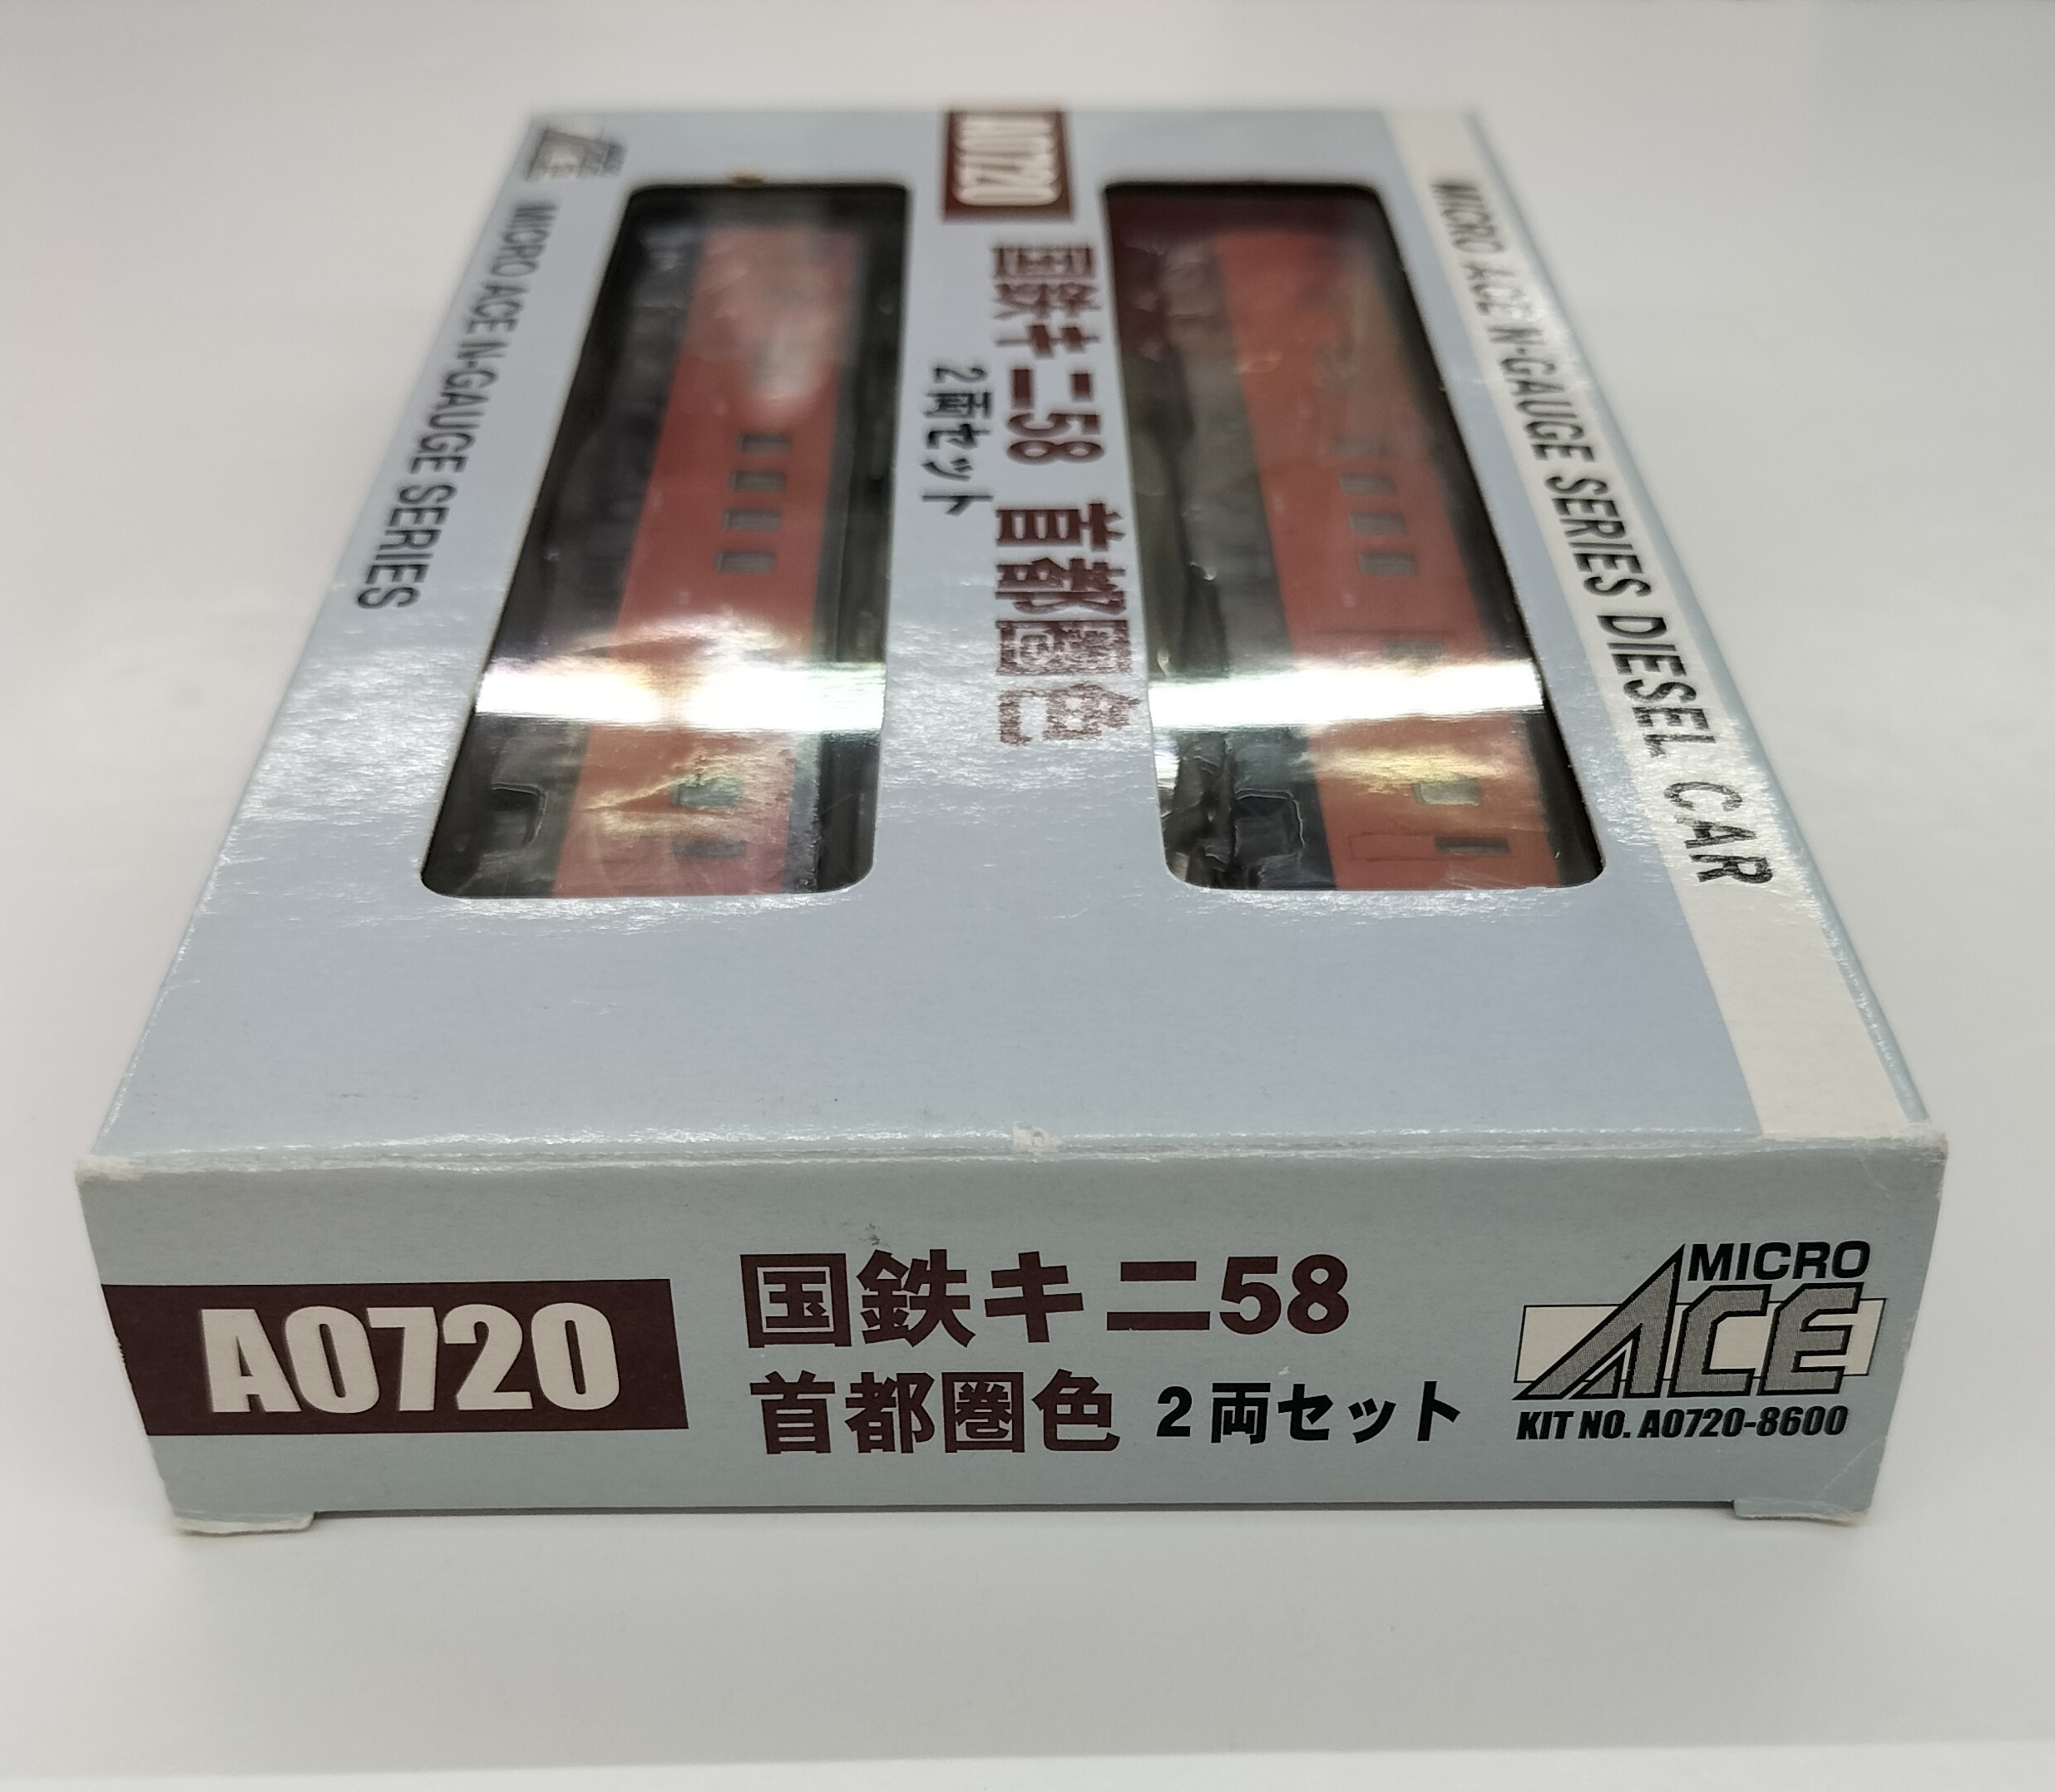 MICRO ACE
MICRO ACE N-GAUGE SERIES
A0720
国鉄キニ58 首都圏色
2両セット
MICRO ACE N-GAUGE SERIES DIESEL CAR
A0720
国鉄キニ58
首都圏色 2両セット
MICRO
ACE
KIT NO. A0720-8600